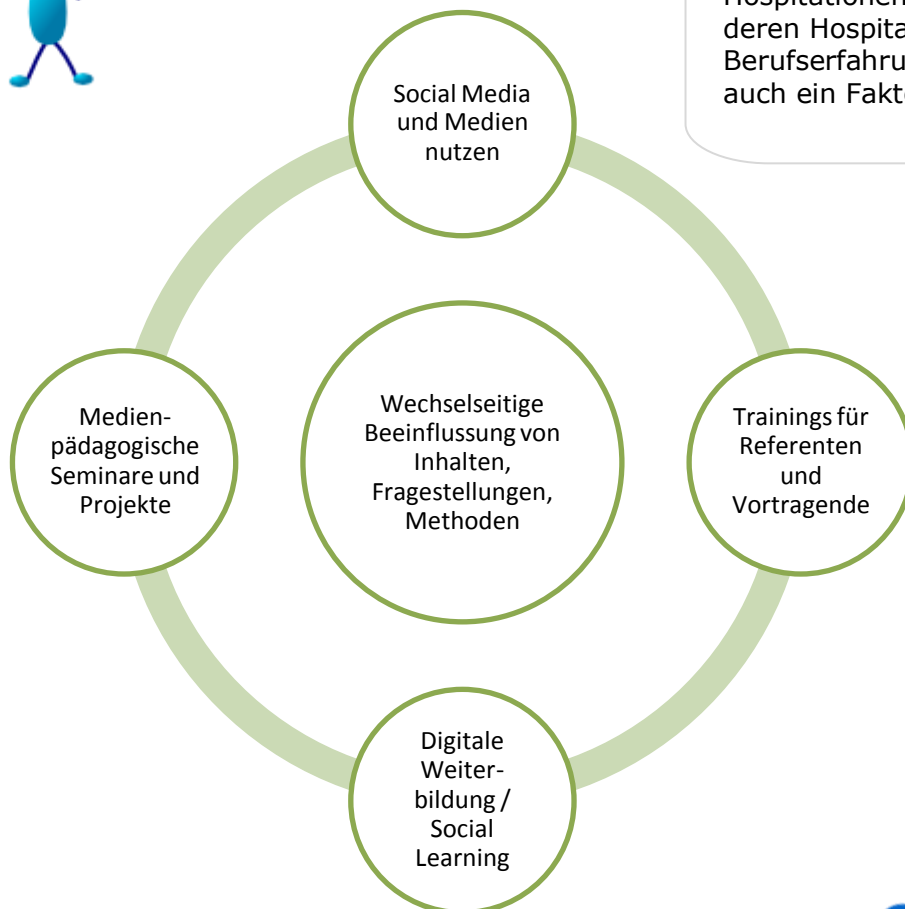 deren Hospita
Berufserfahru
auch ein Fakt
Social Media
und Medien
nutzen
Medien-
pädagogische
Seminare und
Projekte
Wechselseitige
Beeinflussung von
Inhalten,
Fragestellungen,
Methoden
Trainings für
Referenten
und
Vortragende
Digitale
Weiter-
bildung /
Social
Learning